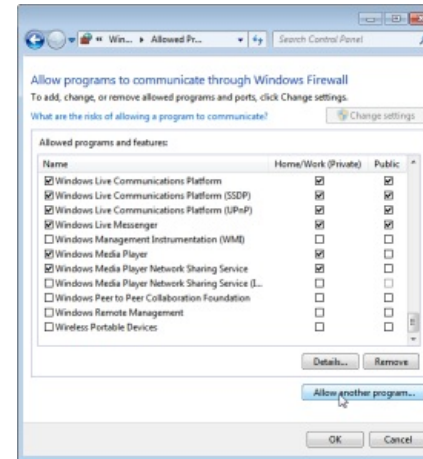 « Win... ▸ Allowed Pr...
Search Control Panel
Allow programs to communicate through Windows Firewall
To add, change, or remove allowed programs and ports, click Change settings.
What are the risks of allowing a program to communicate?
Change settings
Allowed programs and features:
Name Home/Work (Private) Public
Windows Live Communications Platform
Windows Live Communications Platform (SSDP)
Windows Live Communications Platform (UPnP)
Windows Live Messenger
Windows Management Instrumentation (WMI)
Windows Media Player
Windows Media Player Network Sharing Service
Windows Media Player Network Sharing Service (I...
Windows Peer to Peer Collaboration Foundation
Windows Remote Management
Wireless Portable Devices
Details... Remove
Allow another program...
OK Cancel